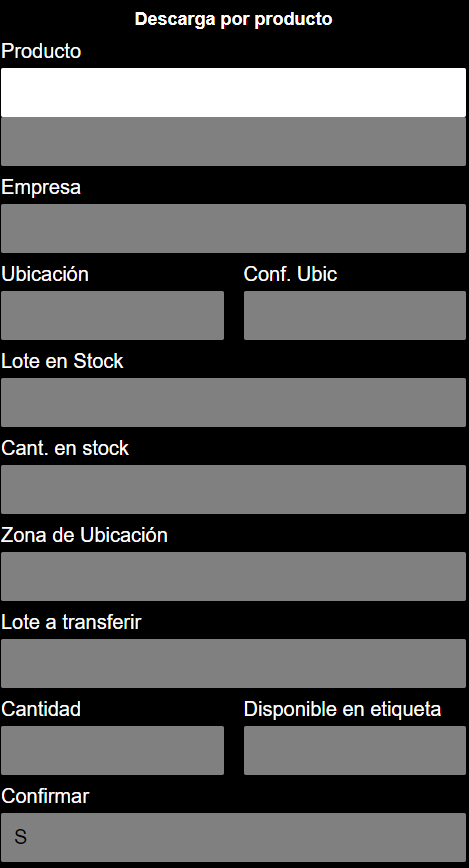 Descarga por producto
Producto
Empresa
Ubicación Conf. Ubic
Lote en Stock
Cant. en stock
Zona de Ubicación
Lote a transferir
Cantidad Disponible en etiqueta
Confirmar
S